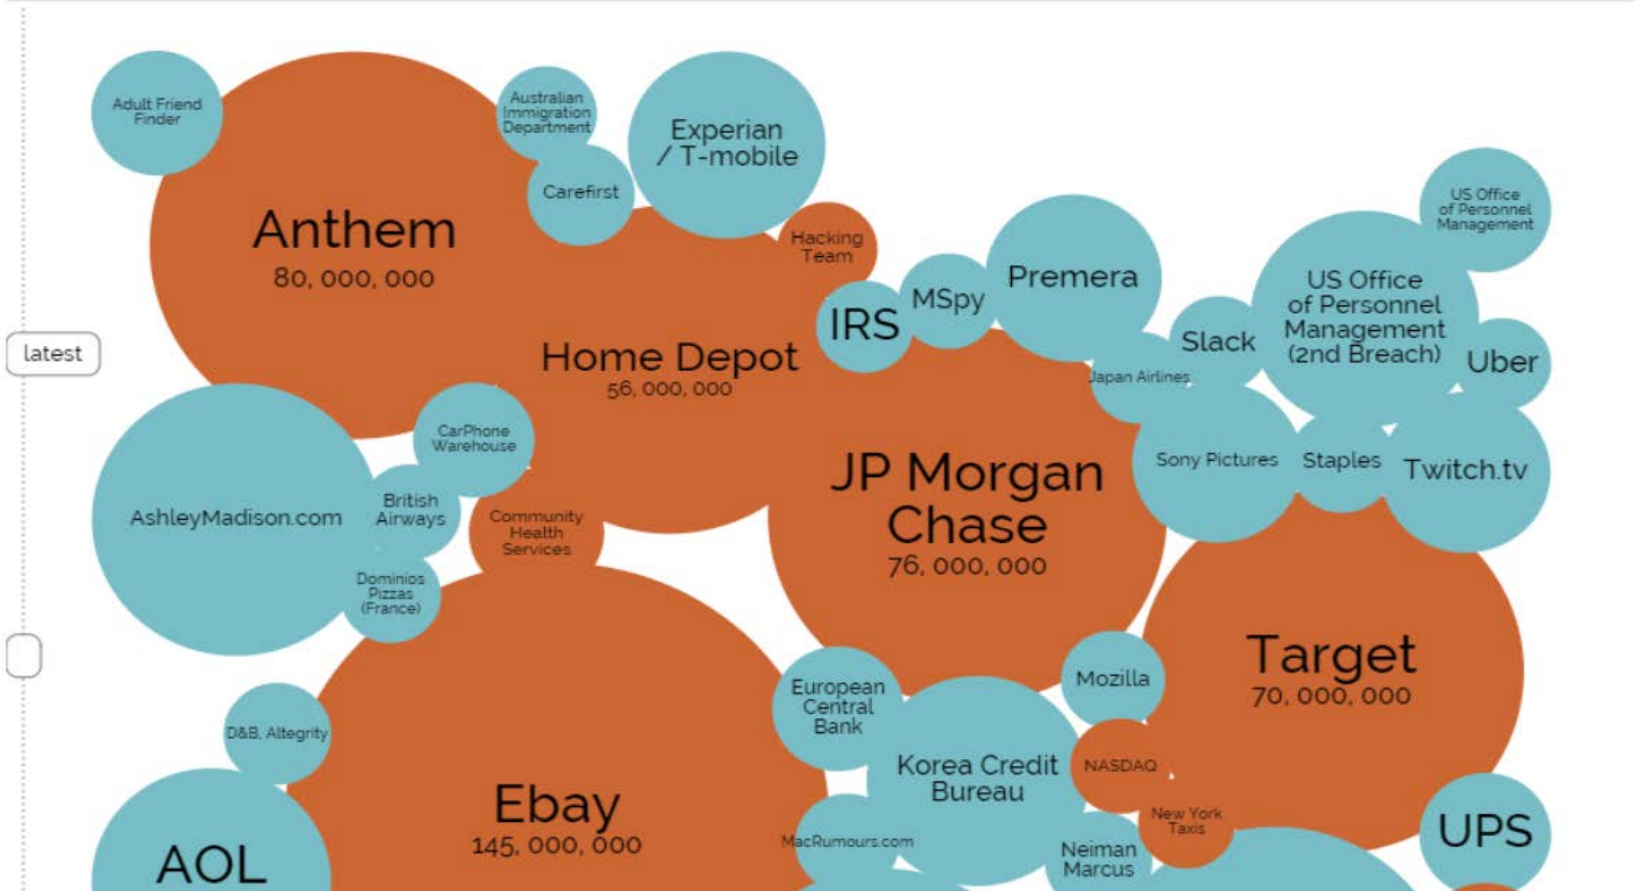 Adult Friend
Finder
Australian
Immigration
Department
Experian
/ T-mobile
Carefirst
Anthem
80, 000, 000
Hacking
Team
US Office
of Personnel
Management
Premera
MSpy
IRS
US Office
of Personnel
Management
(2nd Breach)
Slack
Uber
latest
Home Depot
56, 000, 000
Japan Airlines
CarPhone
Warehouse
JP Morgan
Chase
76, 000, 000
Sony Pictures
Staples
Twitch.tv
AshleyMadison.com
British
Airways
Community
Health
Services
Dominios
Pizzas
(France)
Target
70, 000, 000
Mozilla
European
Central
Bank
D&B, Altegrity
Korea Credit
Bureau
NASDAQ
Ebay
145, 000, 000
New York
Taxis
MacRumours.com
UPS
Neiman
Marcus
AOL